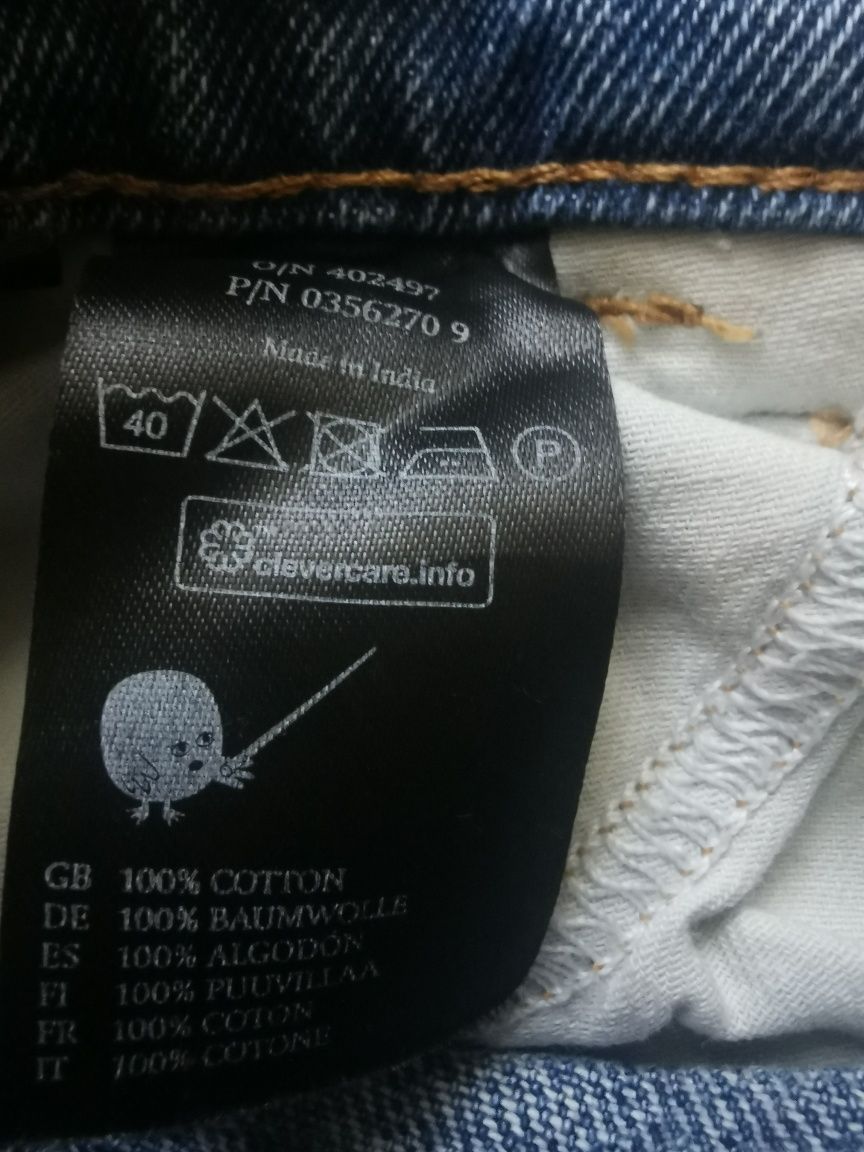 O/N 402497
P/N 0356270 9
Made in India
40 P
clevercare.info
GB 100% COTTON
DE 100% BAUMWOLLE
ES 100% ALGODÓN
FI 100% PUUVILLAA
FR 100% COTON
IT 100% COTONE